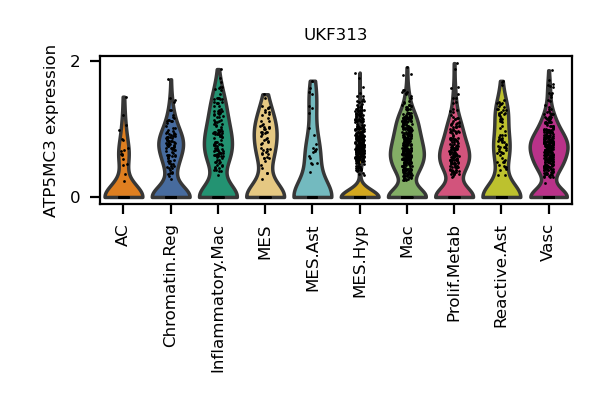 UKF313
ATP5MC3 expression
2
0
AC
Chromatin.Reg
Inflammatory.Mac
MES
MES.Ast
MES.Hyp
Mac
Prolif.Metab
Reactive.Ast
Vasc